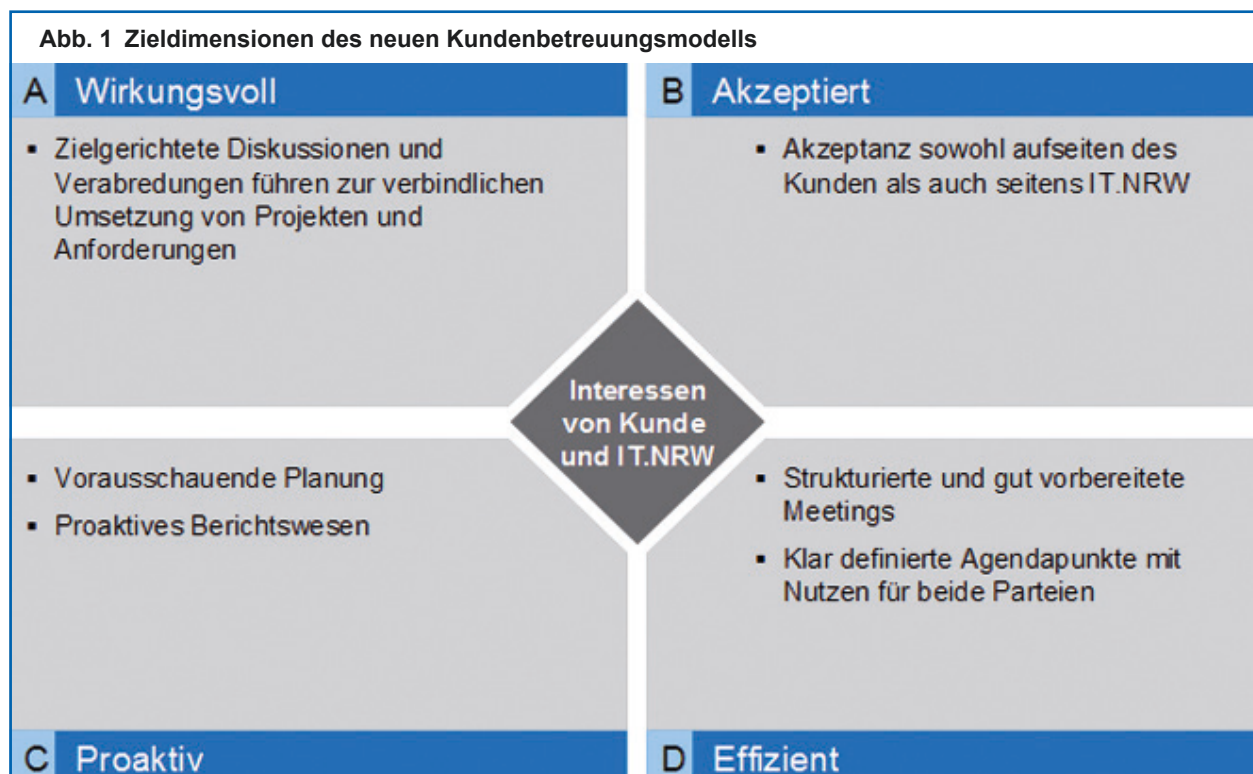 Abb. 1 Zieldimensionen des neuen Kundenbetreuungsmodells
A Wirkungsvoll
▪ Zielgerichtete Diskussionen und
Verabredungen führen zur verbindlichen
Umsetzung von Projekten und
Anforderungen
B Akzeptiert
▪ Akzeptanz sowohl aufseiten des
Kunden als auch seitens IT.NRW
Interessen
von Kunde
und IT.NRW
▪ Vorausschauende Planung
▪ Proaktives Berichtswesen
C Proaktiv
▪ Strukturierte und gut vorbereitete
Meetings
▪ Klar definierte Agendapunkte mit
Nutzen für beide Parteien
D Effizient